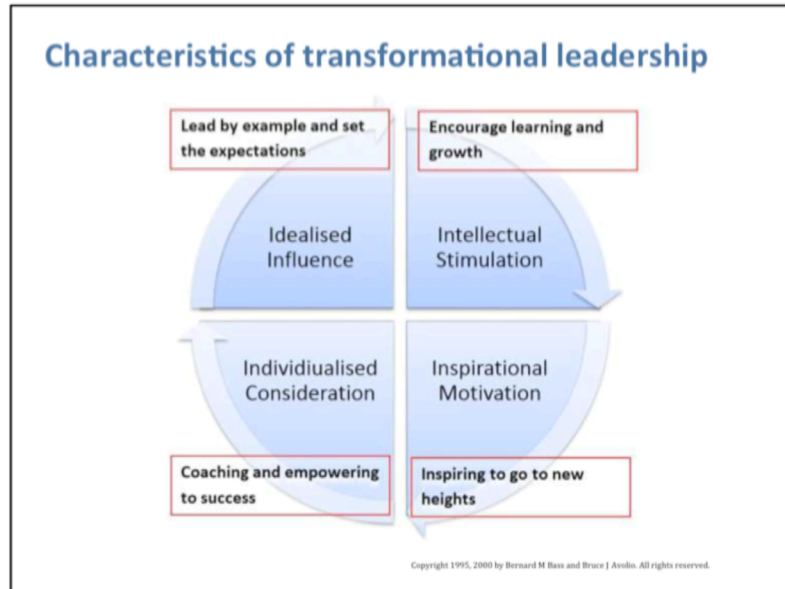 Characteristics of transformational leadership
Lead by example and set
the expectations
Encourage learning and
growth
Idealised
Influence
Intellectual
Stimulation
Individiualised
Consideration
Inspirational
Motivation
Coaching and empowering
to success
Inspiring to go to new
heights
Copyright 1995, 2000 by Bernard M Bass and Bruce J Avolio. All rights reserved.